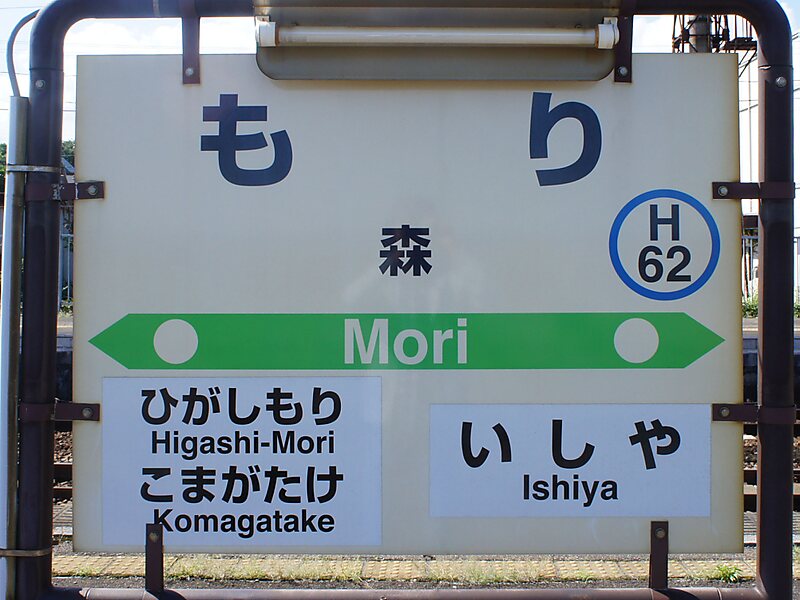 もり
森
H
62
Mori
ひがしもり
Higashi-Mori
こまがたけ
Komagatake
いしや
Ishiya